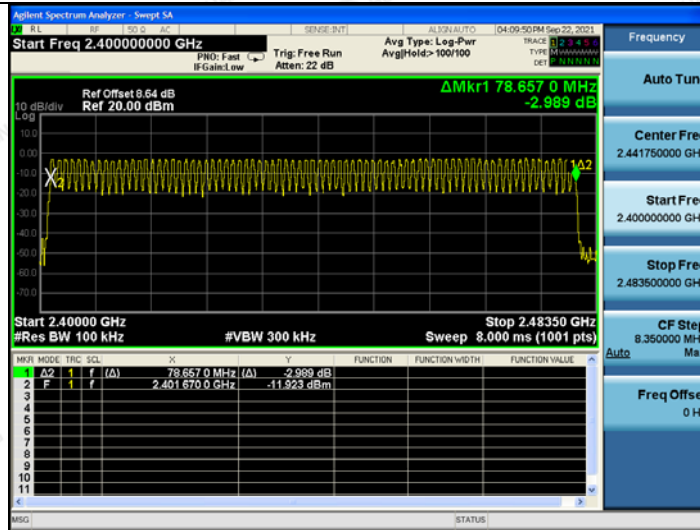 Agilent Spectrum Analyzer - Swept SA
RL RF 50 Ω AC SENSE:INT ALIGN AUTO 04:09:50 PM Sep 22, 2021
Start Freq 2.400000000 GHz
PNO: Fast
IFGain:Low
Trig: Free Run
Atten: 22 dB
Avg Type: Log-Pwr
Avg|Hold:>100/100
TRACE 1 2 3 4 5 6
TYPE
DET P N N N N N
Ref Offset 8.64 dB
Ref 20.00 dBm
ΔMkr1 78.657 0 MHz
-2.989 dB
10 dB/div
Log
10.0
0.00
-10.0
-20.0
-30.0
-40.0
-50.0
-60.0
-70.0
2
1Δ2
Start 2.40000 GHz
Stop 2.48350 GHz
#Res BW 100 kHz
#VBW 300 kHz
Sweep 8.000 ms (1001 pts)
MKR MODE TRC SCL X Y FUNCTION FUNCTION WIDTH FUNCTION VALUE
1 Δ2 1 f (Δ) 78.657 0 MHz (Δ) -2.989 dB
2 F 1 f 2.401 670 0 GHz -11.923 dBm
3
4
5
6
7
8
9
10
11
MSG STATUS
Frequency
Auto Tun
Center Fre
2.441750000 GH
Start Fre
2.400000000 GH
Stop Fre
2.483500000 GH
CF Step
8.350000 MH
Auto Ma
Freq Offse
0 H